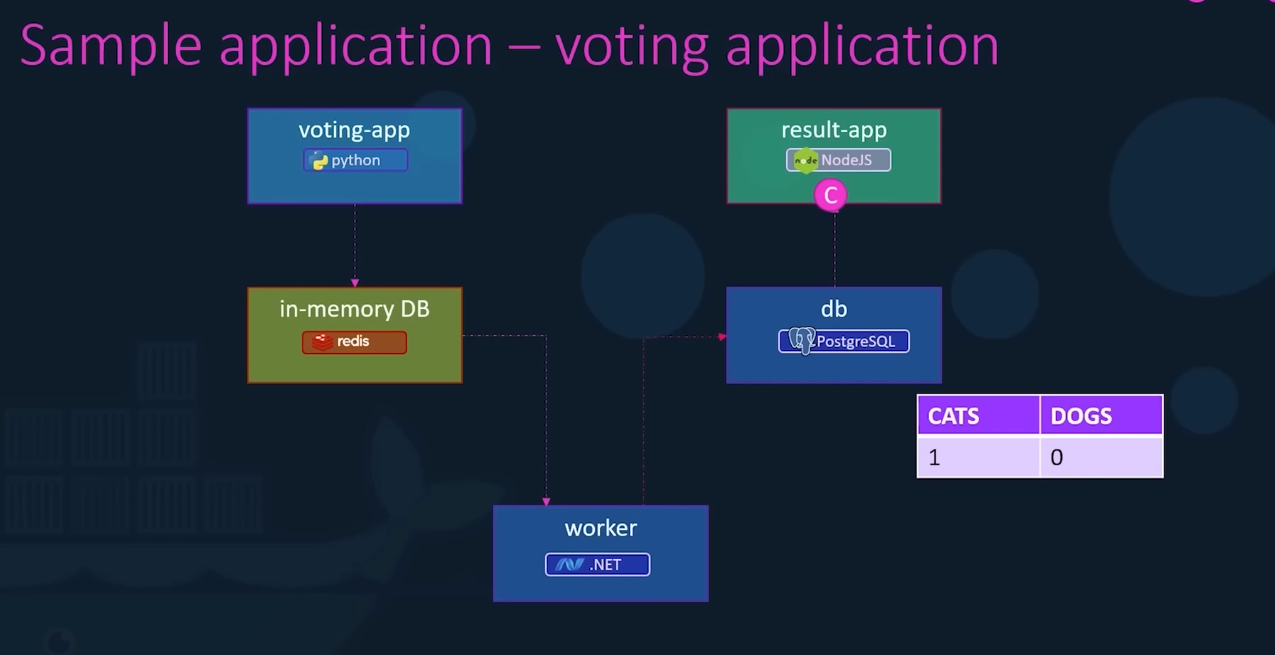 Sample application – voting application
voting-app
python
result-app
node NodeJS
C
in-memory DB
redis
db
PostgreSQL
CATS DOGS
1 0
worker
.NET